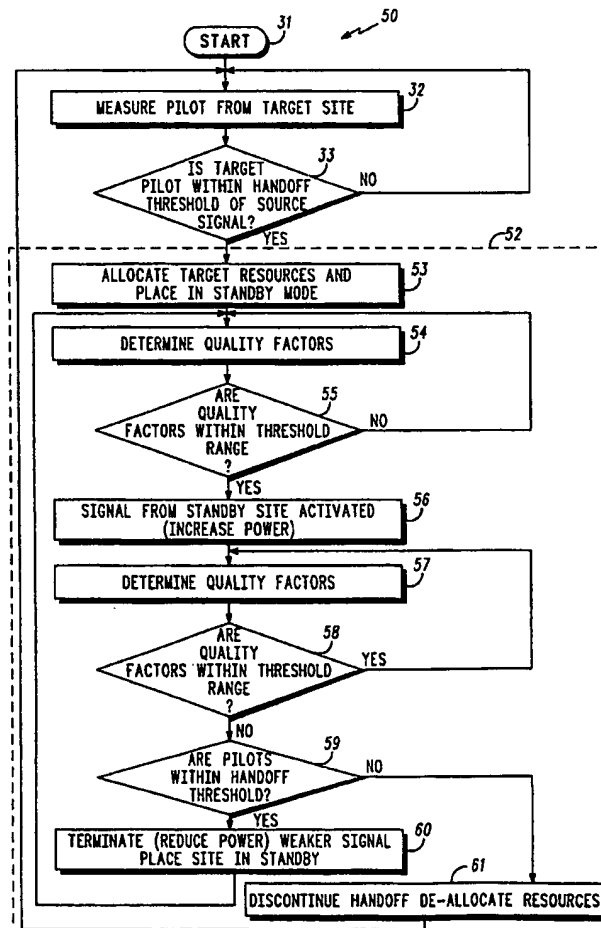 START
31
50
MEASURE PILOT FROM TARGET SITE
32
IS TARGET
PILOT WITHIN HANDOFF
THRESHOLD OF SOURCE
SIGNAL?
33
NO
YES
52
ALLOCATE TARGET RESOURCES AND
PLACE IN STANDBY MODE
53
DETERMINE QUALITY FACTORS
54
ARE
QUALITY
FACTORS WITHIN THRESHOLD
RANGE
?
55
NO
YES
SIGNAL FROM STANDBY SITE ACTIVATED
(INCREASE POWER)
56
DETERMINE QUALITY FACTORS
57
ARE
QUALITY
FACTORS WITHIN THRESHOLD
RANGE
?
58
YES
NO
ARE PILOTS
WITHIN HANDOFF
THRESHOLD?
59
NO
YES
TERMINATE (REDUCE POWER) WEAKER SIGNAL
PLACE SITE IN STANDBY
60
61
DISCONTINUE HANDOFF DE-ALLOCATE RESOURCES